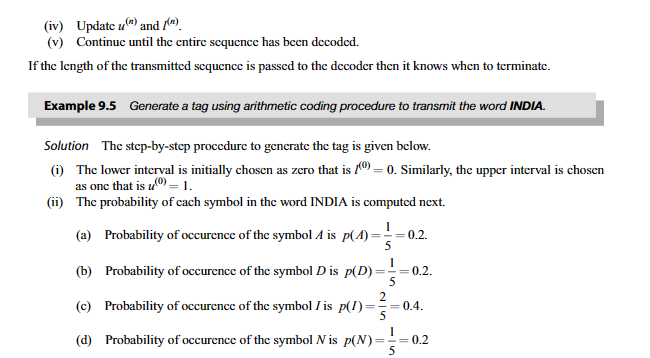 (iv) Update u^(n) and l^(n).
(v) Continue until the entire sequence has been decoded.
If the length of the transmitted sequence is passed to the decoder then it knows when to terminate.
Example 9.5 Generate a tag using arithmetic coding procedure to transmit the word INDIA.
Solution The step-by-step procedure to generate the tag is given below.
(i) The lower interval is initially chosen as zero that is l^(0) = 0. Similarly, the upper interval is chosen
as one that is u^(0) = 1.
(ii) The probability of each symbol in the word INDIA is computed next.
(a) Probability of occurence of the symbol A is p(A) = 1/5 = 0.2.
(b) Probability of occurence of the symbol D is p(D) = 1/5 = 0.2.
(c) Probability of occurence of the symbol I is p(I) = 2/5 = 0.4.
(d) Probability of occurence of the symbol N is p(N) = 1/5 = 0.2